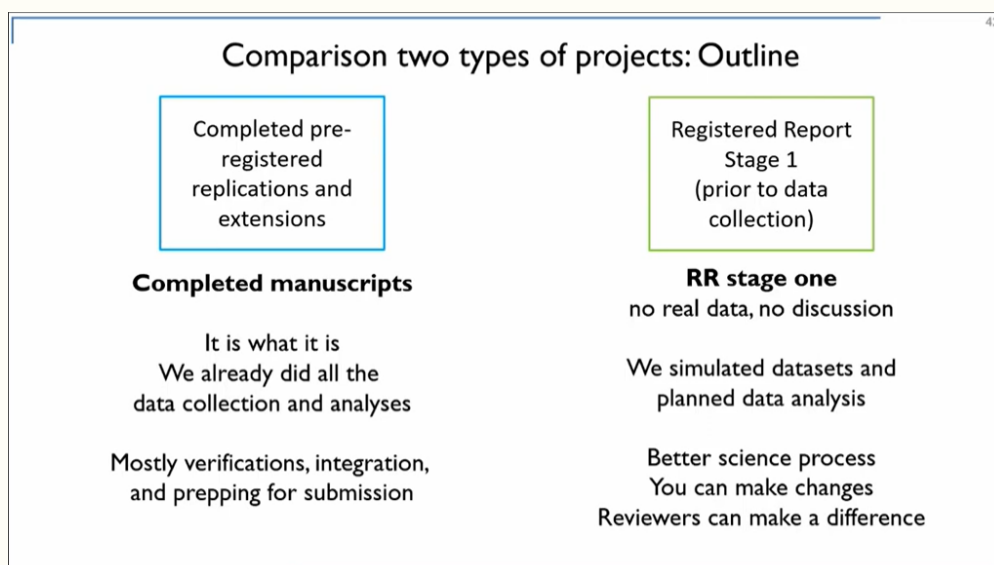 Comparison two types of projects: Outline
Completed pre-
registered
replications and
extensions
Completed manuscripts
It is what it is
We already did all the
data collection and analyses
Mostly verifications, integration,
and prepping for submission
Registered Report
Stage 1
(prior to data
collection)
RR stage one
no real data, no discussion
We simulated datasets and
planned data analysis
Better science process
You can make changes
Reviewers can make a difference